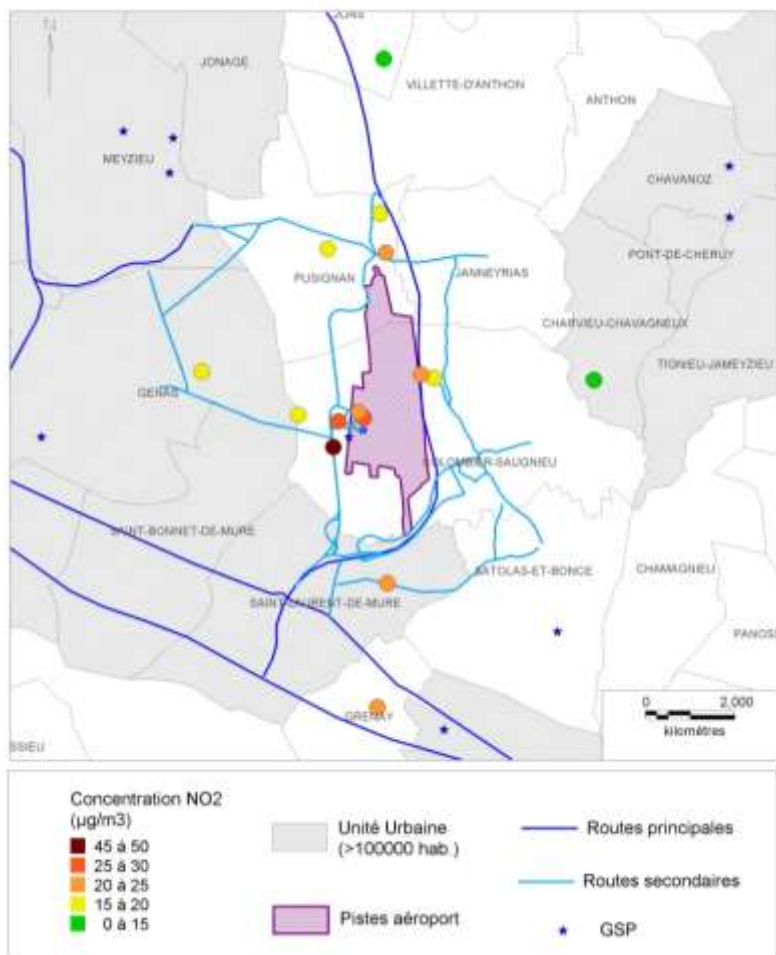 JONS
JONAGE
VILLETTE-D'ANTHON
ANTHON
MEYZIEU
CHAVANOZ
PONT-DE-CHERUY
PUSIGNAN
JANNEYRIAS
CHARVIEU-CHAVAGNEUX
TIGNIEU-JAMEYZIEU
GENAS
COLOMBIER-SAUGNIEU
SAINT-BONNET-DE-MURE
SATOLAS-ET-BONCE
CHAMAGNIEU
SAINT-LAURENT-DE-MURE
PANOSS
GRENAY
SSIEU
0 2,000
kilomètres
Concentration NO2
(µg/m3)
45 à 50
25 à 30
20 à 25
15 à 20
0 à 15
Unité Urbaine
(>100000 hab.)
Pistes aéroport
Routes principales
Routes secondaires
GSP